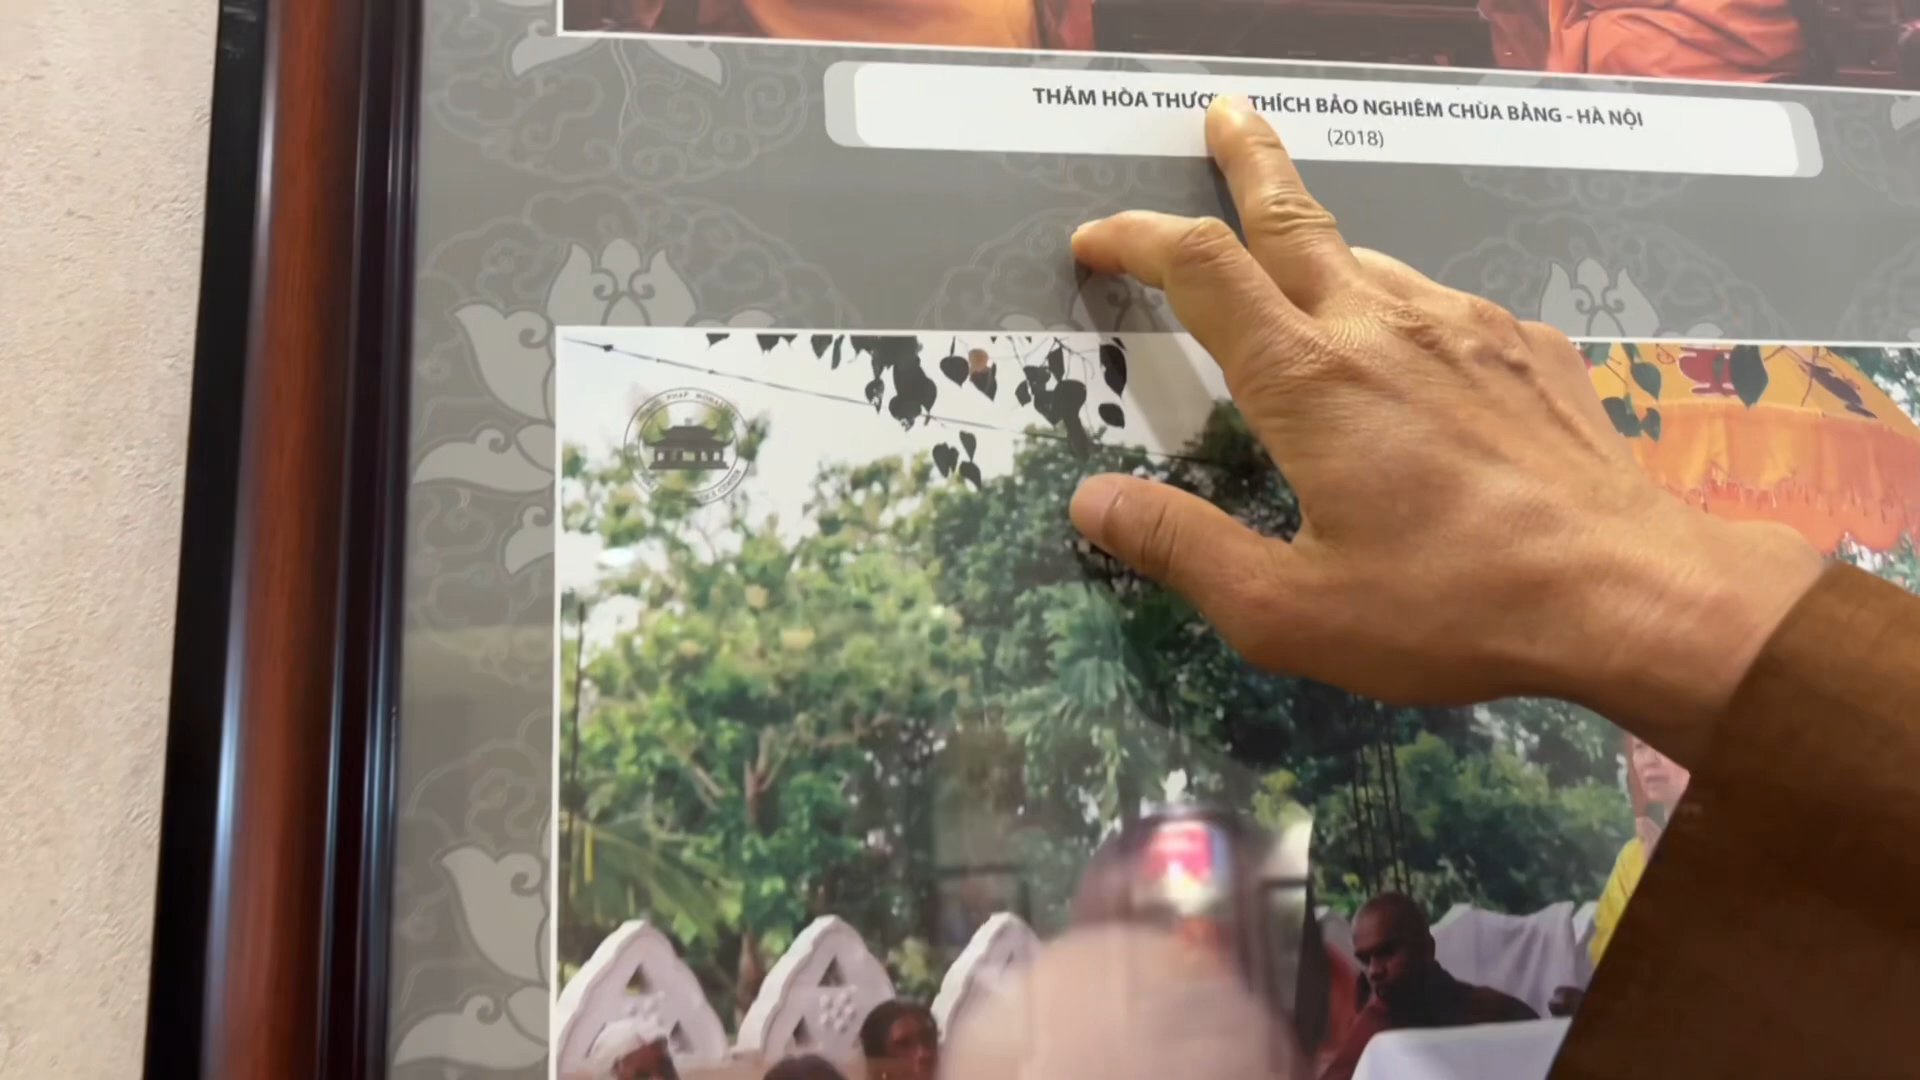 THĂM HÒA THƯỢ THÍCH BẢO NGHIÊM CHÙA BẰNG - HÀ NỘI
(2018)